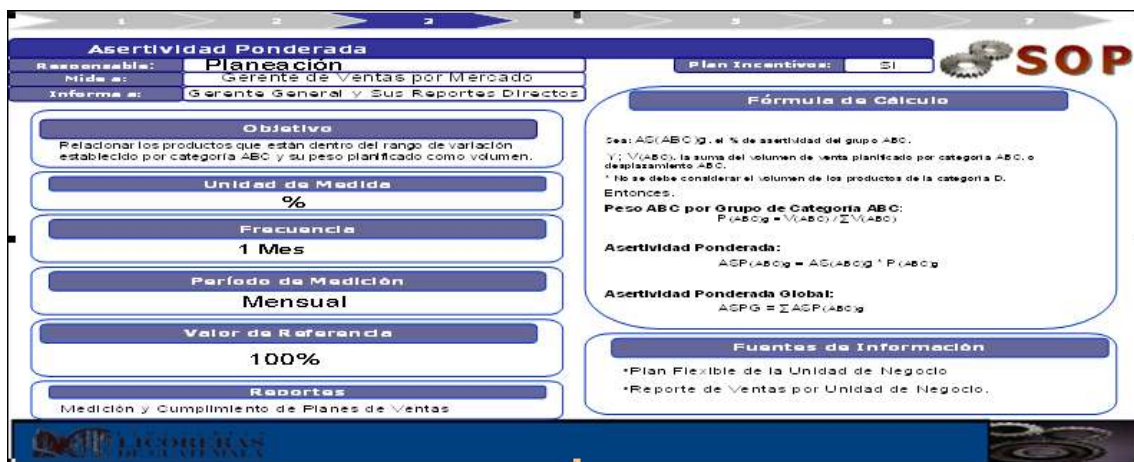 1 2 3 4 5 6 7
Asertividad Ponderada
Responsable: Planeación
Mide a: Gerente de Ventas por Mercado
Informa a: Gerente General y Sus Reportes Directos
Plan Incentivos: SI
SOP
Objetivo
Relacionar los productos que están dentro del rango de variación
establecido por categoría ABC y su peso planificado como volumen.
Unidad de Medida
%
Frecuencia
1 Mes
Período de Medición
Mensual
Valor de Referencia
100%
Reportes
Medición y Cumplimiento de Planes de Ventas
Fórmula de Cálculo
Sea: AS(ABC)g, el % de asertividad del grupo ABC.
Y; V(ABC), la suma del volumen de venta planificado por categoría ABC, o
desplazamiento ABC.
* No se debe considerar el volumen de los productos de la categoría D.
Entonces.
Peso ABC por Grupo de Categoría ABC:
P(ABC)g = V(ABC) / ∑V(ABC)
Asertividad Ponderada:
ASP(ABC)g = AS(ABC)g * P(ABC)g
Asertividad Ponderada Global:
ASPG = ∑ASP(ABC)g
Fuentes de Información
•Plan Flexible de la Unidad de Negocio
•Reporte de Ventas por Unidad de Negocio.
LICORERAS
DE GUATEMALA